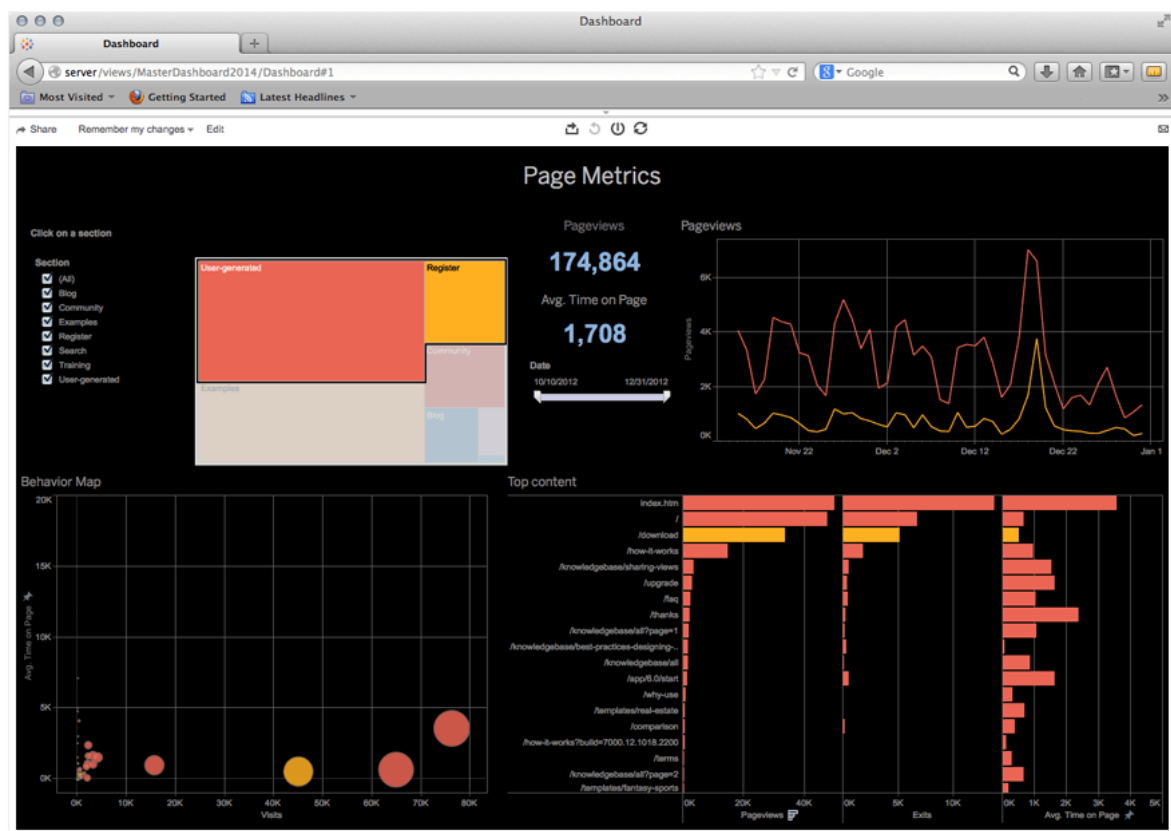 Dashboard
Dashboard
server/views/MasterDashboard2014/Dashboard#1
Google
Most Visited
Getting Started
Latest Headlines
Share
Remember my changes
Edit
Page Metrics
Click on a section
Section
(All)
Blog
Community
Examples
Register
Search
Training
User-generated
User-generated
Register
Examples
Community
Blog
Pageviews
174,864
Avg. Time on Page
1,708
Date
10/10/2012 12/31/2012
Pageviews
Pageviews
6K
4K
2K
0K
Nov 22 Dec 2 Dec 12 Dec 22 Jan 1
Behavior Map
Avg. Time on Page
20K
15K
10K
5K
0K
0K 10K 20K 30K 40K 50K 60K 70K 80K
Visits
Top content
index.htm
/
/download
/how-it-works
/knowledgebase/sharing-views
/upgrade
/faq
/thanks
/knowledgebase/all?page=1
/knowledgebase/best-practices-designing-..
/knowledgebase/all
/app/6.0/start
/why-use
/templates/real-estate
/comparison
/how-it-works?build=7000.12.1018.2200
/terms
/knowledgebase/all?page=2
/templates/fantasy-sports
0K 20K 40K 0K 5K 10K 0K 1K 2K 3K 4K 5K
Pageviews Exits Avg. Time on Page